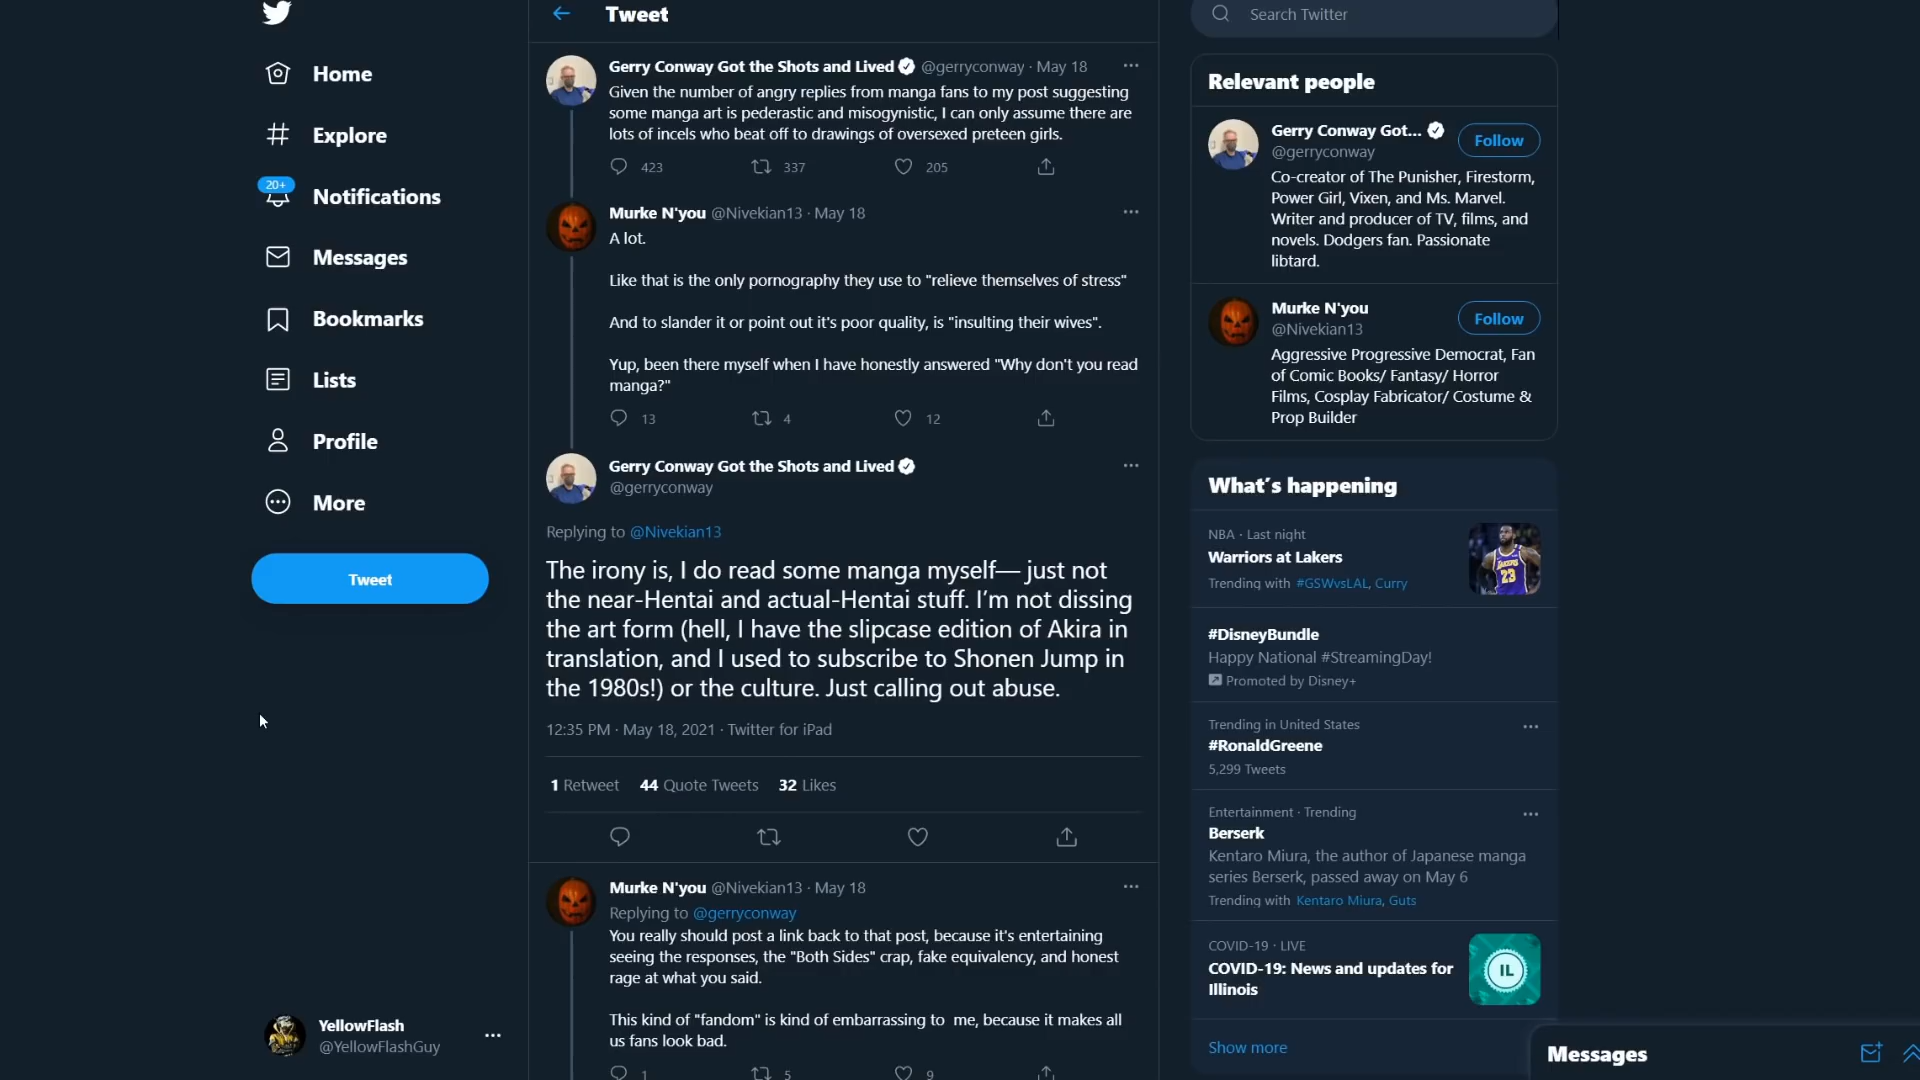 Home
Explore
20+
Notifications
Messages
Bookmarks
Lists
Profile
More
Tweet
YellowFlash
@YellowFlashGuy
Tweet
Gerry Conway Got the Shots and Lived @gerryconway · May 18
Given the number of angry replies from manga fans to my post suggesting
some manga art is pederastic and misogynistic, I can only assume there are
lots of incels who beat off to drawings of oversexed preteen girls.
423 337 205
Murke N'you @Nivekian13 · May 18
A lot.
Like that is the only pornography they use to "relieve themselves of stress"
And to slander it or point out it's poor quality, is "insulting their wives".
Yup, been there myself when I have honestly answered "Why don't you read
manga?"
13 4 12
Gerry Conway Got the Shots and Lived
@gerryconway
Replying to @Nivekian13
The irony is, I do read some manga myself— just not
the near-Hentai and actual-Hentai stuff. I'm not dissing
the art form (hell, I have the slipcase edition of Akira in
translation, and I used to subscribe to Shonen Jump in
the 1980s!) or the culture. Just calling out abuse.
12:35 PM · May 18, 2021 · Twitter for iPad
1 Retweet 44 Quote Tweets 32 Likes
Murke N'you @Nivekian13 · May 18
Replying to @gerryconway
You really should post a link back to that post, because it's entertaining
seeing the responses, the "Both Sides" crap, fake equivalency, and honest
rage at what you said.
This kind of "fandom" is kind of embarrassing to me, because it makes all
us fans look bad.
1 5 9
Search Twitter
Relevant people
Gerry Conway Got...
@gerryconway
Follow
Co-creator of The Punisher, Firestorm,
Power Girl, Vixen, and Ms. Marvel.
Writer and producer of TV, films, and
novels. Dodgers fan. Passionate
libtard.
Murke N'you
@Nivekian13
Follow
Aggressive Progressive Democrat, Fan
of Comic Books/ Fantasy/ Horror
Films, Cosplay Fabricator/ Costume &
Prop Builder
What's happening
NBA · Last night
Warriors at Lakers
Trending with #GSWvsLAL, Curry
LAKERS
23
#DisneyBundle
Happy National #StreamingDay!
Promoted by Disney+
Trending in United States
#RonaldGreene
5,299 Tweets
Entertainment · Trending
Berserk
Kentaro Miura, the author of Japanese manga
series Berserk, passed away on May 6
Trending with Kentaro Miura, Guts
COVID-19 · LIVE
COVID-19: News and updates for
Illinois
IL
Show more
Messages